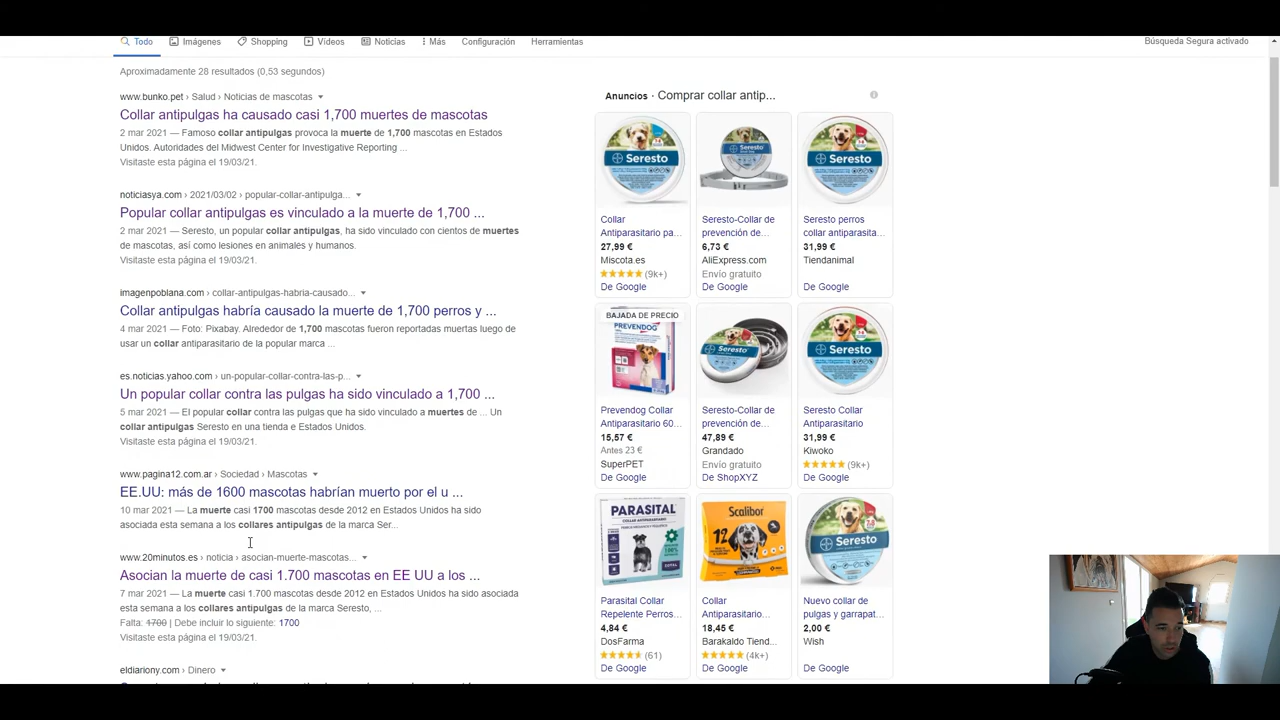 Todo Imágenes Shopping Vídeos Noticias Más Configuración Herramientas Búsqueda Segura activado
Aproximadamente 28 resultados (0,53 segundos)
www.bunko.pet › Salud › Noticias de mascotas
Collar antipulgas ha causado casi 1,700 muertes de mascotas
2 mar 2021 — Famoso collar antipulgas provoca la muerte de 1,700 mascotas en Estados
Unidos. Autoridades del Midwest Center for Investigative Reporting ...
Visitaste esta página el 19/03/21.
noticiasya.com › 2021/03/02 › popular-collar-antipulga...
Popular collar antipulgas es vinculado a la muerte de 1,700 ...
2 mar 2021 — Seresto, un popular collar antipulgas, ha sido vinculado con cientos de muertes
de mascotas, así como lesiones en animales y humanos.
Visitaste esta página el 19/03/21.
imagenpoblana.com › collar-antipulgas-habria-causado...
Collar antipulgas habría causado la muerte de 1,700 perros y ...
4 mar 2021 — Foto: Pixabay. Alrededor de 1,700 mascotas fueron reportadas muertas luego de
usar un collar antiparasitario de la popular marca ...
es.noticias.yahoo.com › un-popular-collar-contra-las-p...
Un popular collar contra las pulgas ha sido vinculado a 1,700 ...
5 mar 2021 — El popular collar contra las pulgas que ha sido vinculado a muertes de ... Un
collar antipulgas Seresto en una tienda e Estados Unidos.
Visitaste esta página el 19/03/21.
www.pagina12.com.ar › Sociedad › Mascotas
EE.UU: más de 1600 mascotas habrían muerto por el u ...
10 mar 2021 — La muerte casi 1700 mascotas desde 2012 en Estados Unidos ha sido
asociada esta semana a los collares antipulgas de la marca Ser...
www.20minutos.es › noticia › asocian-muerte-mascotas...
Asocian la muerte de casi 1.700 mascotas en EE UU a los ...
7 mar 2021 — La muerte casi 1.700 mascotas desde 2012 en Estados Unidos ha sido asociada
esta semana a los collares antipulgas de la marca Seresto, ...
Falta: 1700 | Debe incluir lo siguiente: 1700
Visitaste esta página el 19/03/21.
eldiariony.com › Dinero
Anuncios · Comprar collar antip...
Seresto
Seresto
Seresto
Collar
Antiparasitario pa...
27,99 €
Miscota.es
(9k+)
De Google
Seresto-Collar de
prevención de...
6,73 €
AliExpress.com
Envío gratuito
De Google
Seresto perros
collar antiparasita...
31,99 €
Tiendanimal
De Google
BAJADA DE PRECIO
PREVENDOG
Seresto
Seresto
Prevendog Collar
Antiparasitario 60...
15,57 €
Antes 23 €
SuperPET
De Google
Seresto-Collar de
prevención de...
47,89 €
Grandado
Envío gratuito
De ShopXYZ
Seresto Collar
Antiparasitario
31,99 €
Kiwoko
(9k+)
De Google
PARASITAL
COLLAR ANTIPARASITARIO
Scalibor
Seresto
Parasital Collar
Repelente Perros...
4,84 €
DosFarma
(61)
De Google
Collar
Antiparasitario...
18,45 €
Barakaldo Tiend...
(4k+)
De Google
Nuevo collar de
pulgas y garrapat...
2,00 €
Wish
De Google